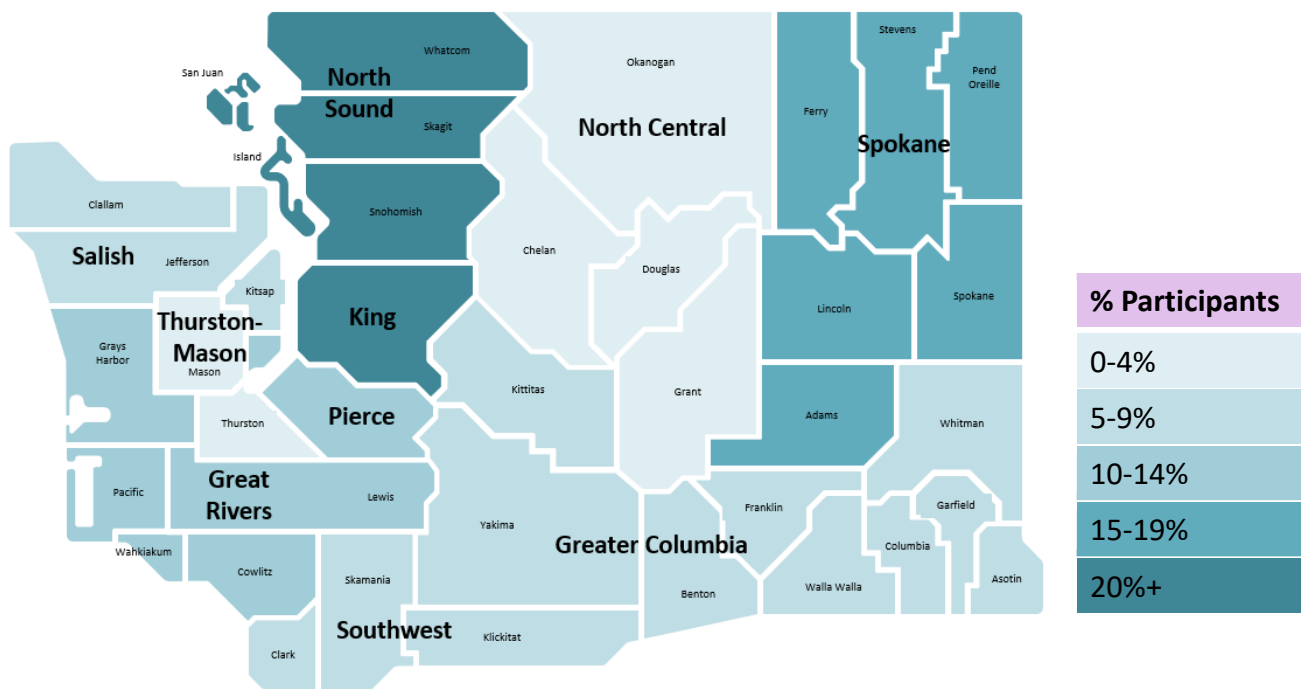 Whatcom
San Juan
North
Sound
Skagit
Island
Snohomish
Okanogan
North Central
Ferry
Stevens
Pend
Oreille
Spokane
Clallam
Salish
Jefferson
Kitsap
Chelan
Douglas
Lincoln
Spokane
Thurston-
Mason
Mason
King
Grays
Harbor
Kittitas
Grant
Adams
Whitman
Thurston
Pierce
Pacific
Great
Rivers
Lewis
Yakima
Greater Columbia
Franklin
Garfield
Columbia
Walla Walla
Asotin
Benton
Wahkiakum
Cowlitz
Skamania
Southwest
Klickitat
Clark
% Participants
0-4%
5-9%
10-14%
15-19%
20%+